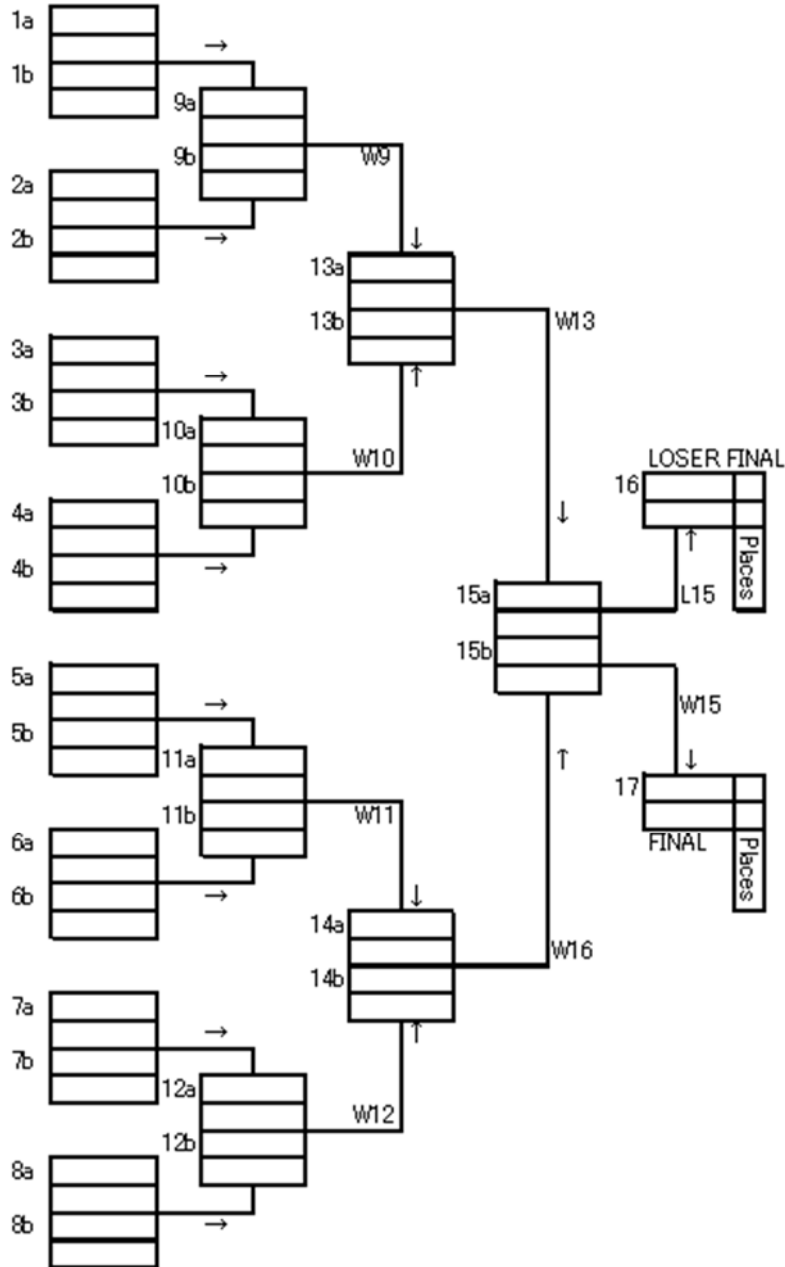 1a
→
1b
9a
9b
W9
2a
2b
→
13a
↓
13b
W13
3a
→
3b
↑
10a
10b
W10
4a
4b
→
LOSER FINAL
16
↑
Places
↓
15a
L15
15b
5a
→
5b
W15
11a
↑
↓
11b
W11
17
6a
FINAL
6b
→
Places
14a
↓
14b
W16
7a
→
7b
↑
12a
12b
W12
8a
8b
→